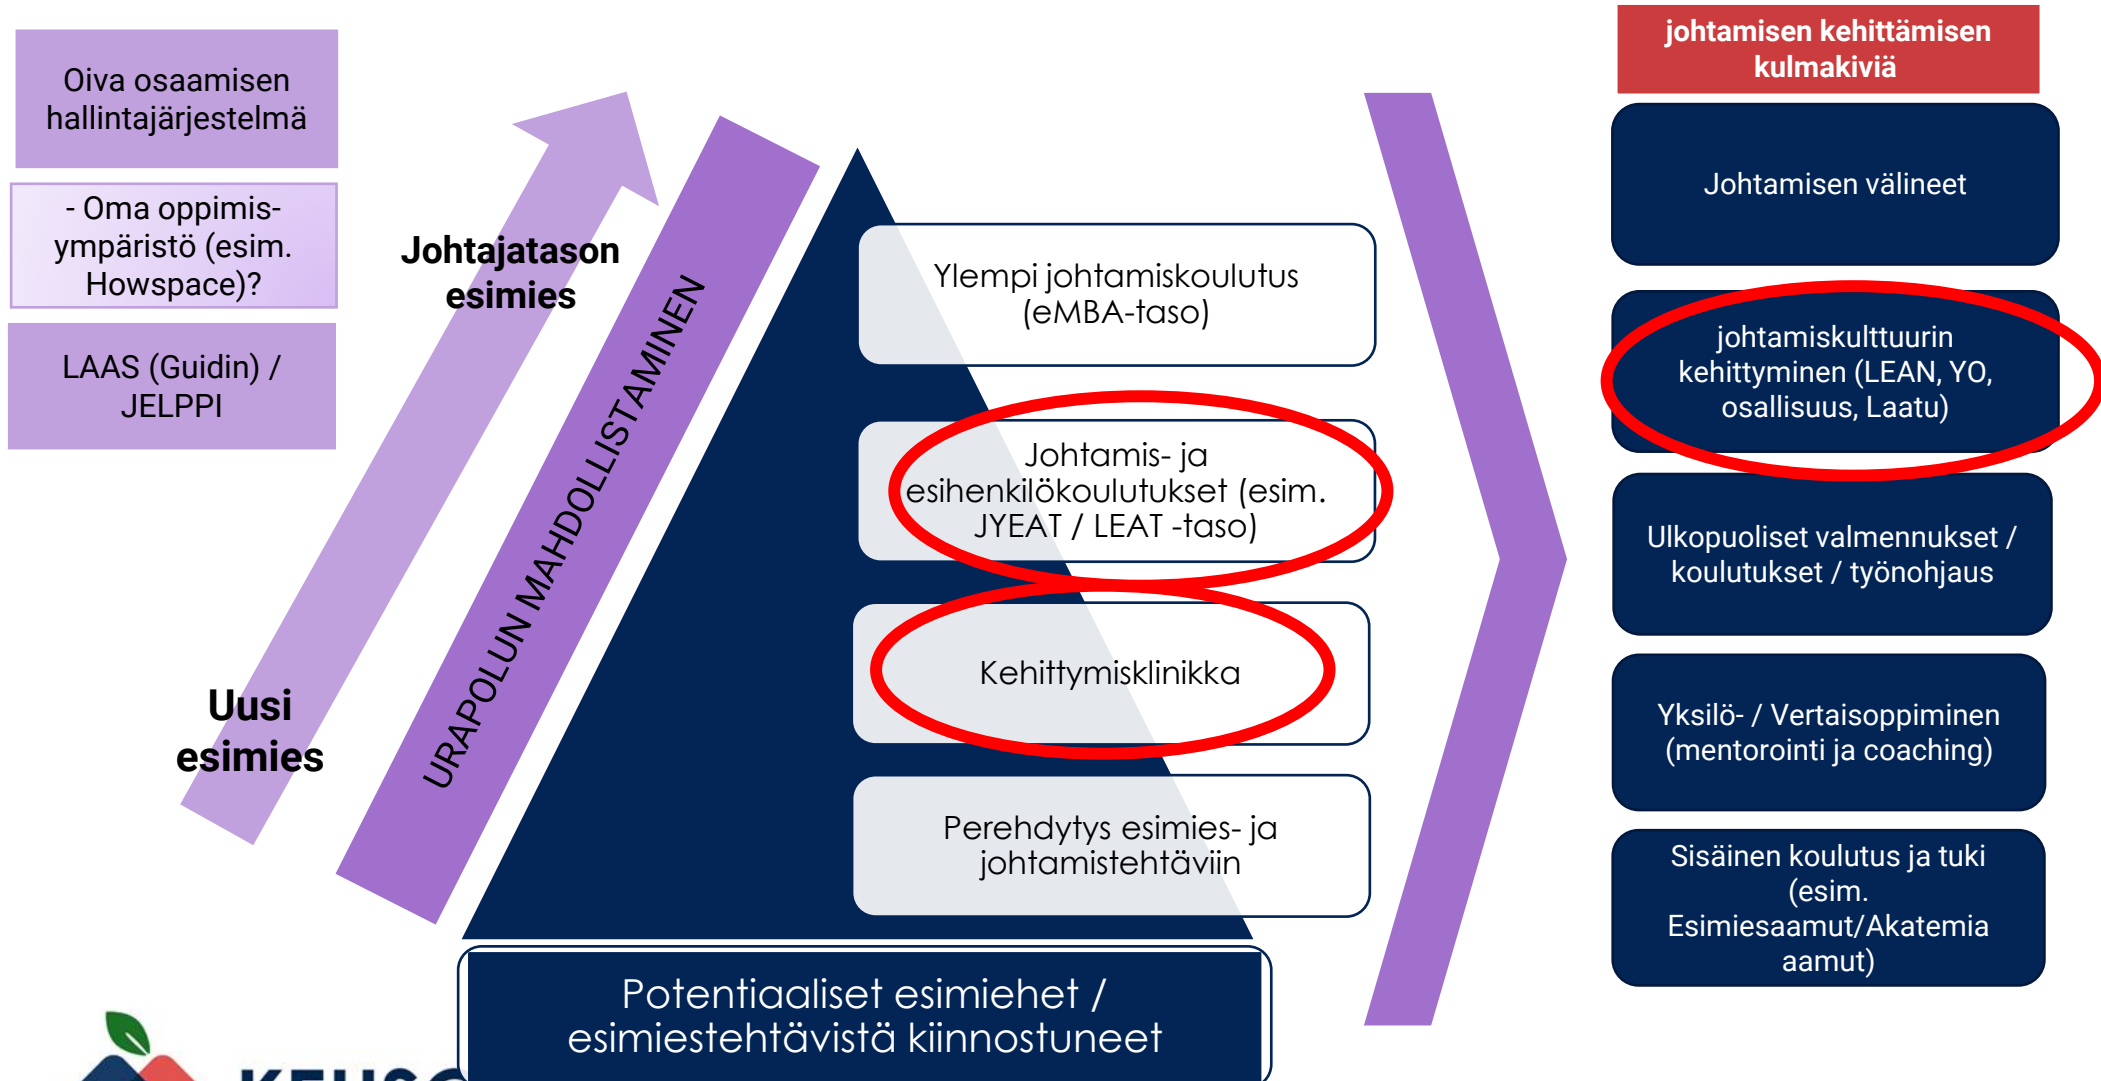 Oiva osaamisen
hallintajärjestelmä
- Oma oppimis-
ympäristö (esim.
Howspace)?
LAAS (Guidin) /
JELPPI
Johtajatason
esimies
Uusi
esimies
URAPOLUN MAHDOLLISTAMINEN
Ylempi johtamiskoulutus
(eMBA-taso)
Johtamis- ja
esihenkilökoulutukset (esim.
JYEAT / LEAT -taso)
Kehittymisklinikka
Perehdytys esimies- ja
johtamistehtäviin
Potentiaaliset esimiehet /
esimiestehtävistä kiinnostuneet
johtamisen kehittämisen
kulmakiviä
Johtamisen välineet
johtamiskulttuurin
kehittyminen (LEAN, YO,
osallisuus, Laatu)
Ulkopuoliset valmennukset /
koulutukset / työnohjaus
Yksilö- / Vertaisoppiminen
(mentorointi ja coaching)
Sisäinen koulutus ja tuki
(esim.
Esimiesaamut/Akatemia
aamut)